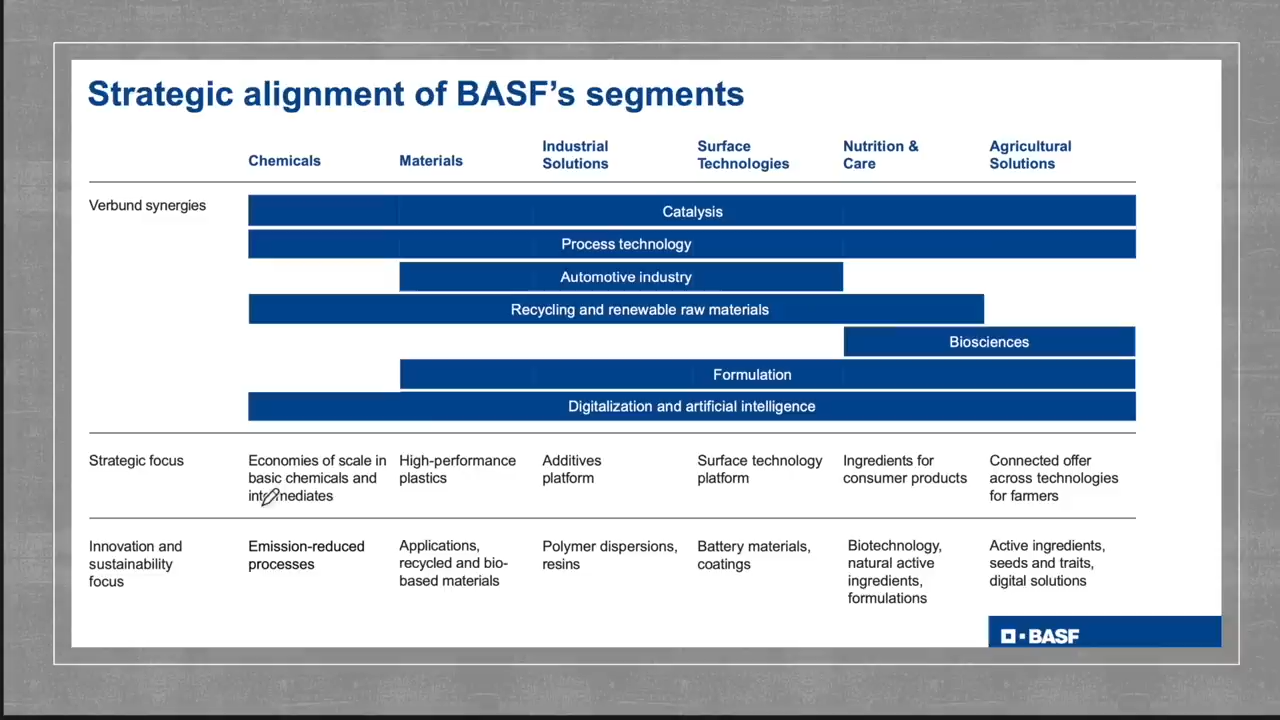 Strategic alignment of BASF's segments
Chemicals
Materials
Industrial
Solutions
Surface
Technologies
Nutrition &
Care
Agricultural
Solutions
Verbund synergies
Catalysis
Process technology
Automotive industry
Recycling and renewable raw materials
Biosciences
Formulation
Digitalization and artificial intelligence
Strategic focus
Economies of scale in
basic chemicals and
intermediates
High-performance
plastics
Additives
platform
Surface technology
platform
Ingredients for
consumer products
Connected offer
across technologies
for farmers
Innovation and
sustainability
focus
Emission-reduced
processes
Applications,
recycled and bio-
based materials
Polymer dispersions,
resins
Battery materials,
coatings
Biotechnology,
natural active
ingredients,
formulations
Active ingredients,
seeds and traits,
digital solutions
BASF